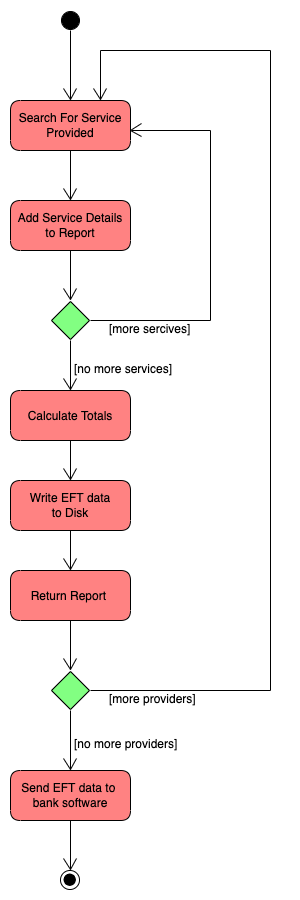 Search For Service
Provided
Add Service Details
to Report
[more sercives]
[no more services]
Calculate Totals
Write EFT data
to Disk
Return Report
[more providers]
[no more providers]
Send EFT data to
bank software